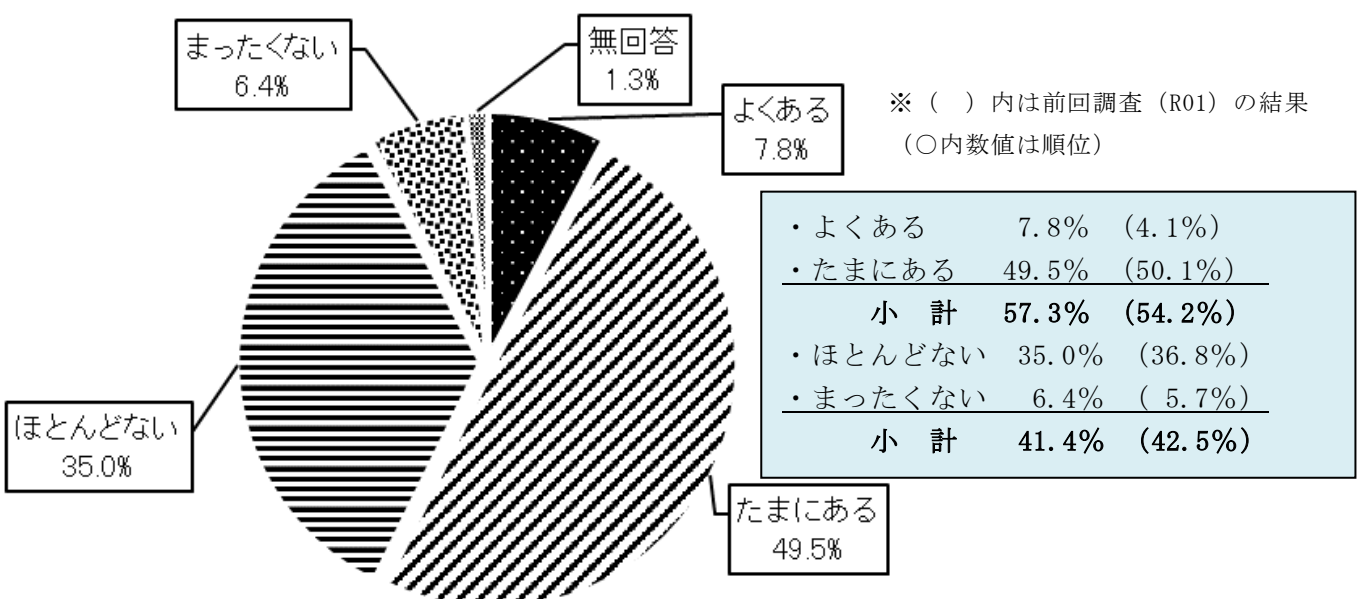 まったくない
6.4%
無回答
1.3%
よくある
7.8%
※（　）内は前回調査（R01）の結果
（○内数値は順位）
・よくある　7.8%　（4.1%）
・たまにある　49.5%　（50.1%）
小　計　57.3%　（54.2%）
・ほとんどない　35.0%　（36.8%）
・まったくない　6.4%　（ 5.7%）
小　計　41.4%　（42.5%）
ほとんどない
35.0%
たまにある
49.5%